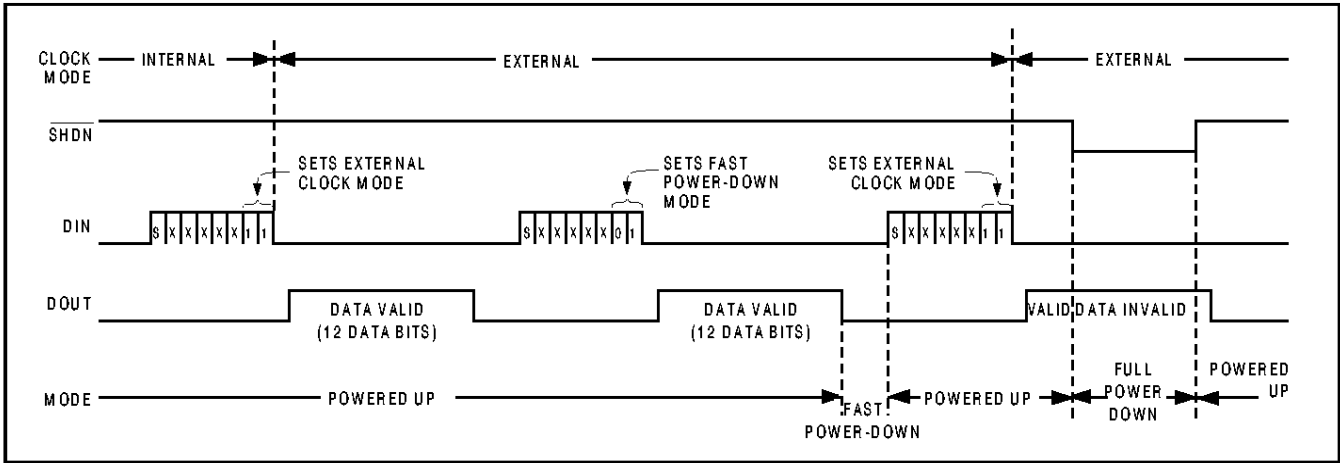 CLOCK MODE
INTERNAL
EXTERNAL
EXTERNAL
SHDN
SETS EXTERNAL
CLOCK MODE
SETS FAST
POWER-DOWN
MODE
SETS EXTERNAL
CLOCK MODE
DIN
S X X X X X 1 1
S X X X X X 0 1
S X X X X X 1 1
DOUT
DATA VALID
(12 DATA BITS)
DATA VALID
(12 DATA BITS)
VALID
DATA INVALID
MODE
POWERED UP
FAST
POWER-DOWN
POWERED UP
FULL
POWER
DOWN
POWERED
UP